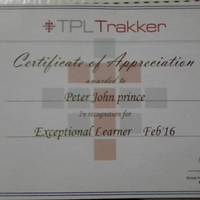 TPL Trakker
Certificate of Appreciation
awarded to
Peter John prince
In recognition for
Exceptional Learner Feb'16